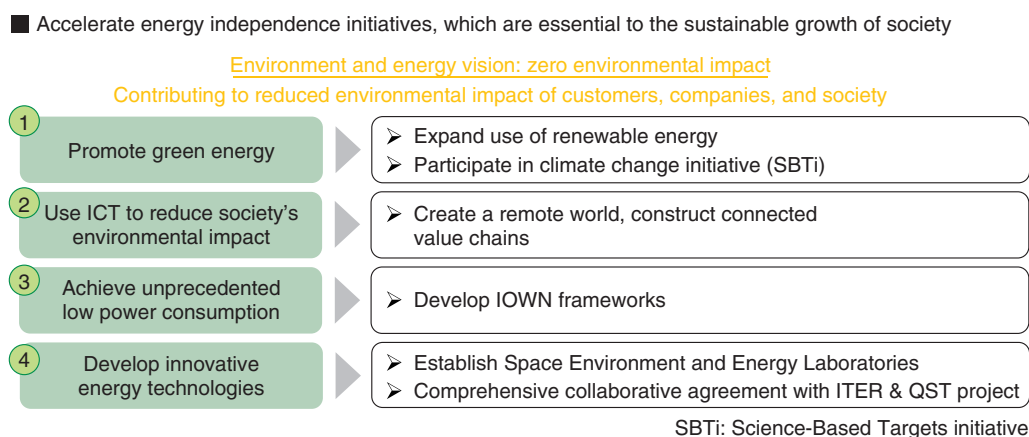 ■ Accelerate energy independence initiatives, which are essential to the sustainable growth of society
Environment and energy vision: zero environmental impact
Contributing to reduced environmental impact of customers, companies, and society
1
Promote green energy
➢ Expand use of renewable energy
➢ Participate in climate change initiative (SBTi)
2
Use ICT to reduce society's
environmental impact
➢ Create a remote world, construct connected
value chains
3
Achieve unprecedented
low power consumption
➢ Develop IOWN frameworks
4
Develop innovative
energy technologies
➢ Establish Space Environment and Energy Laboratories
➢ Comprehensive collaborative agreement with ITER & QST project
SBTi: Science-Based Targets initiative